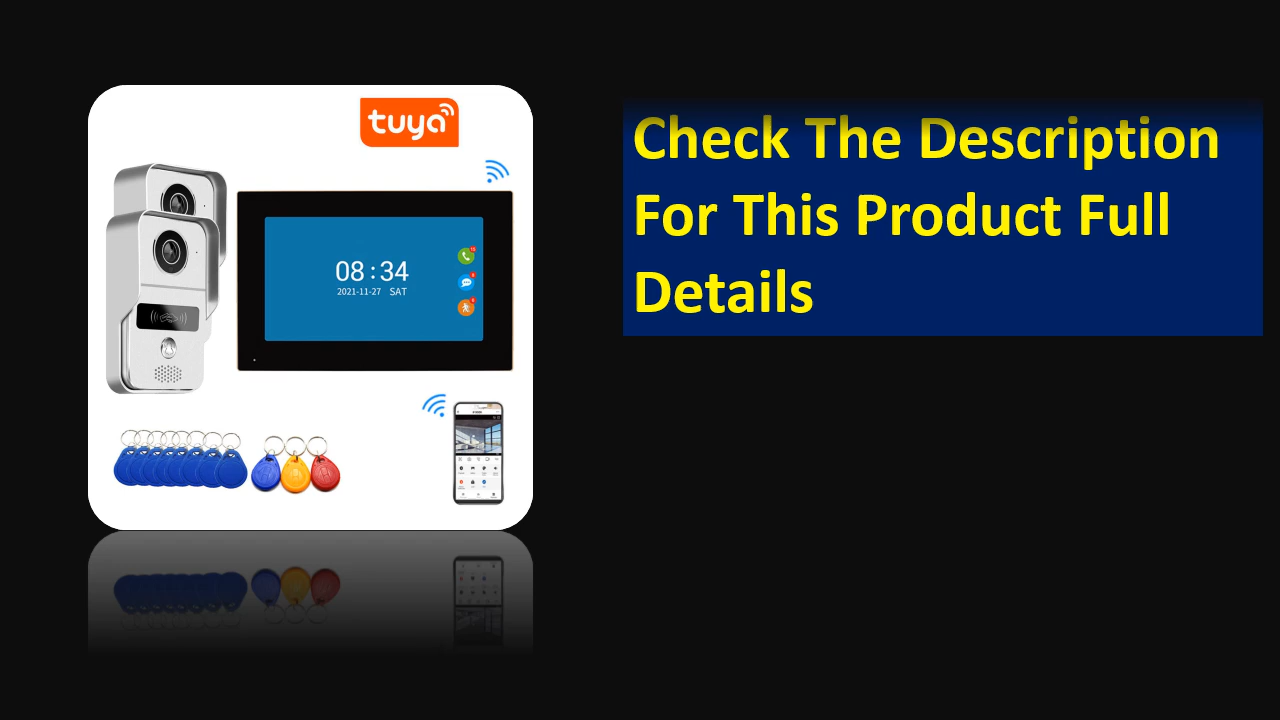 tuya
Check The Description
For This Product Full
Details
08:34
2021-11-27 SAT